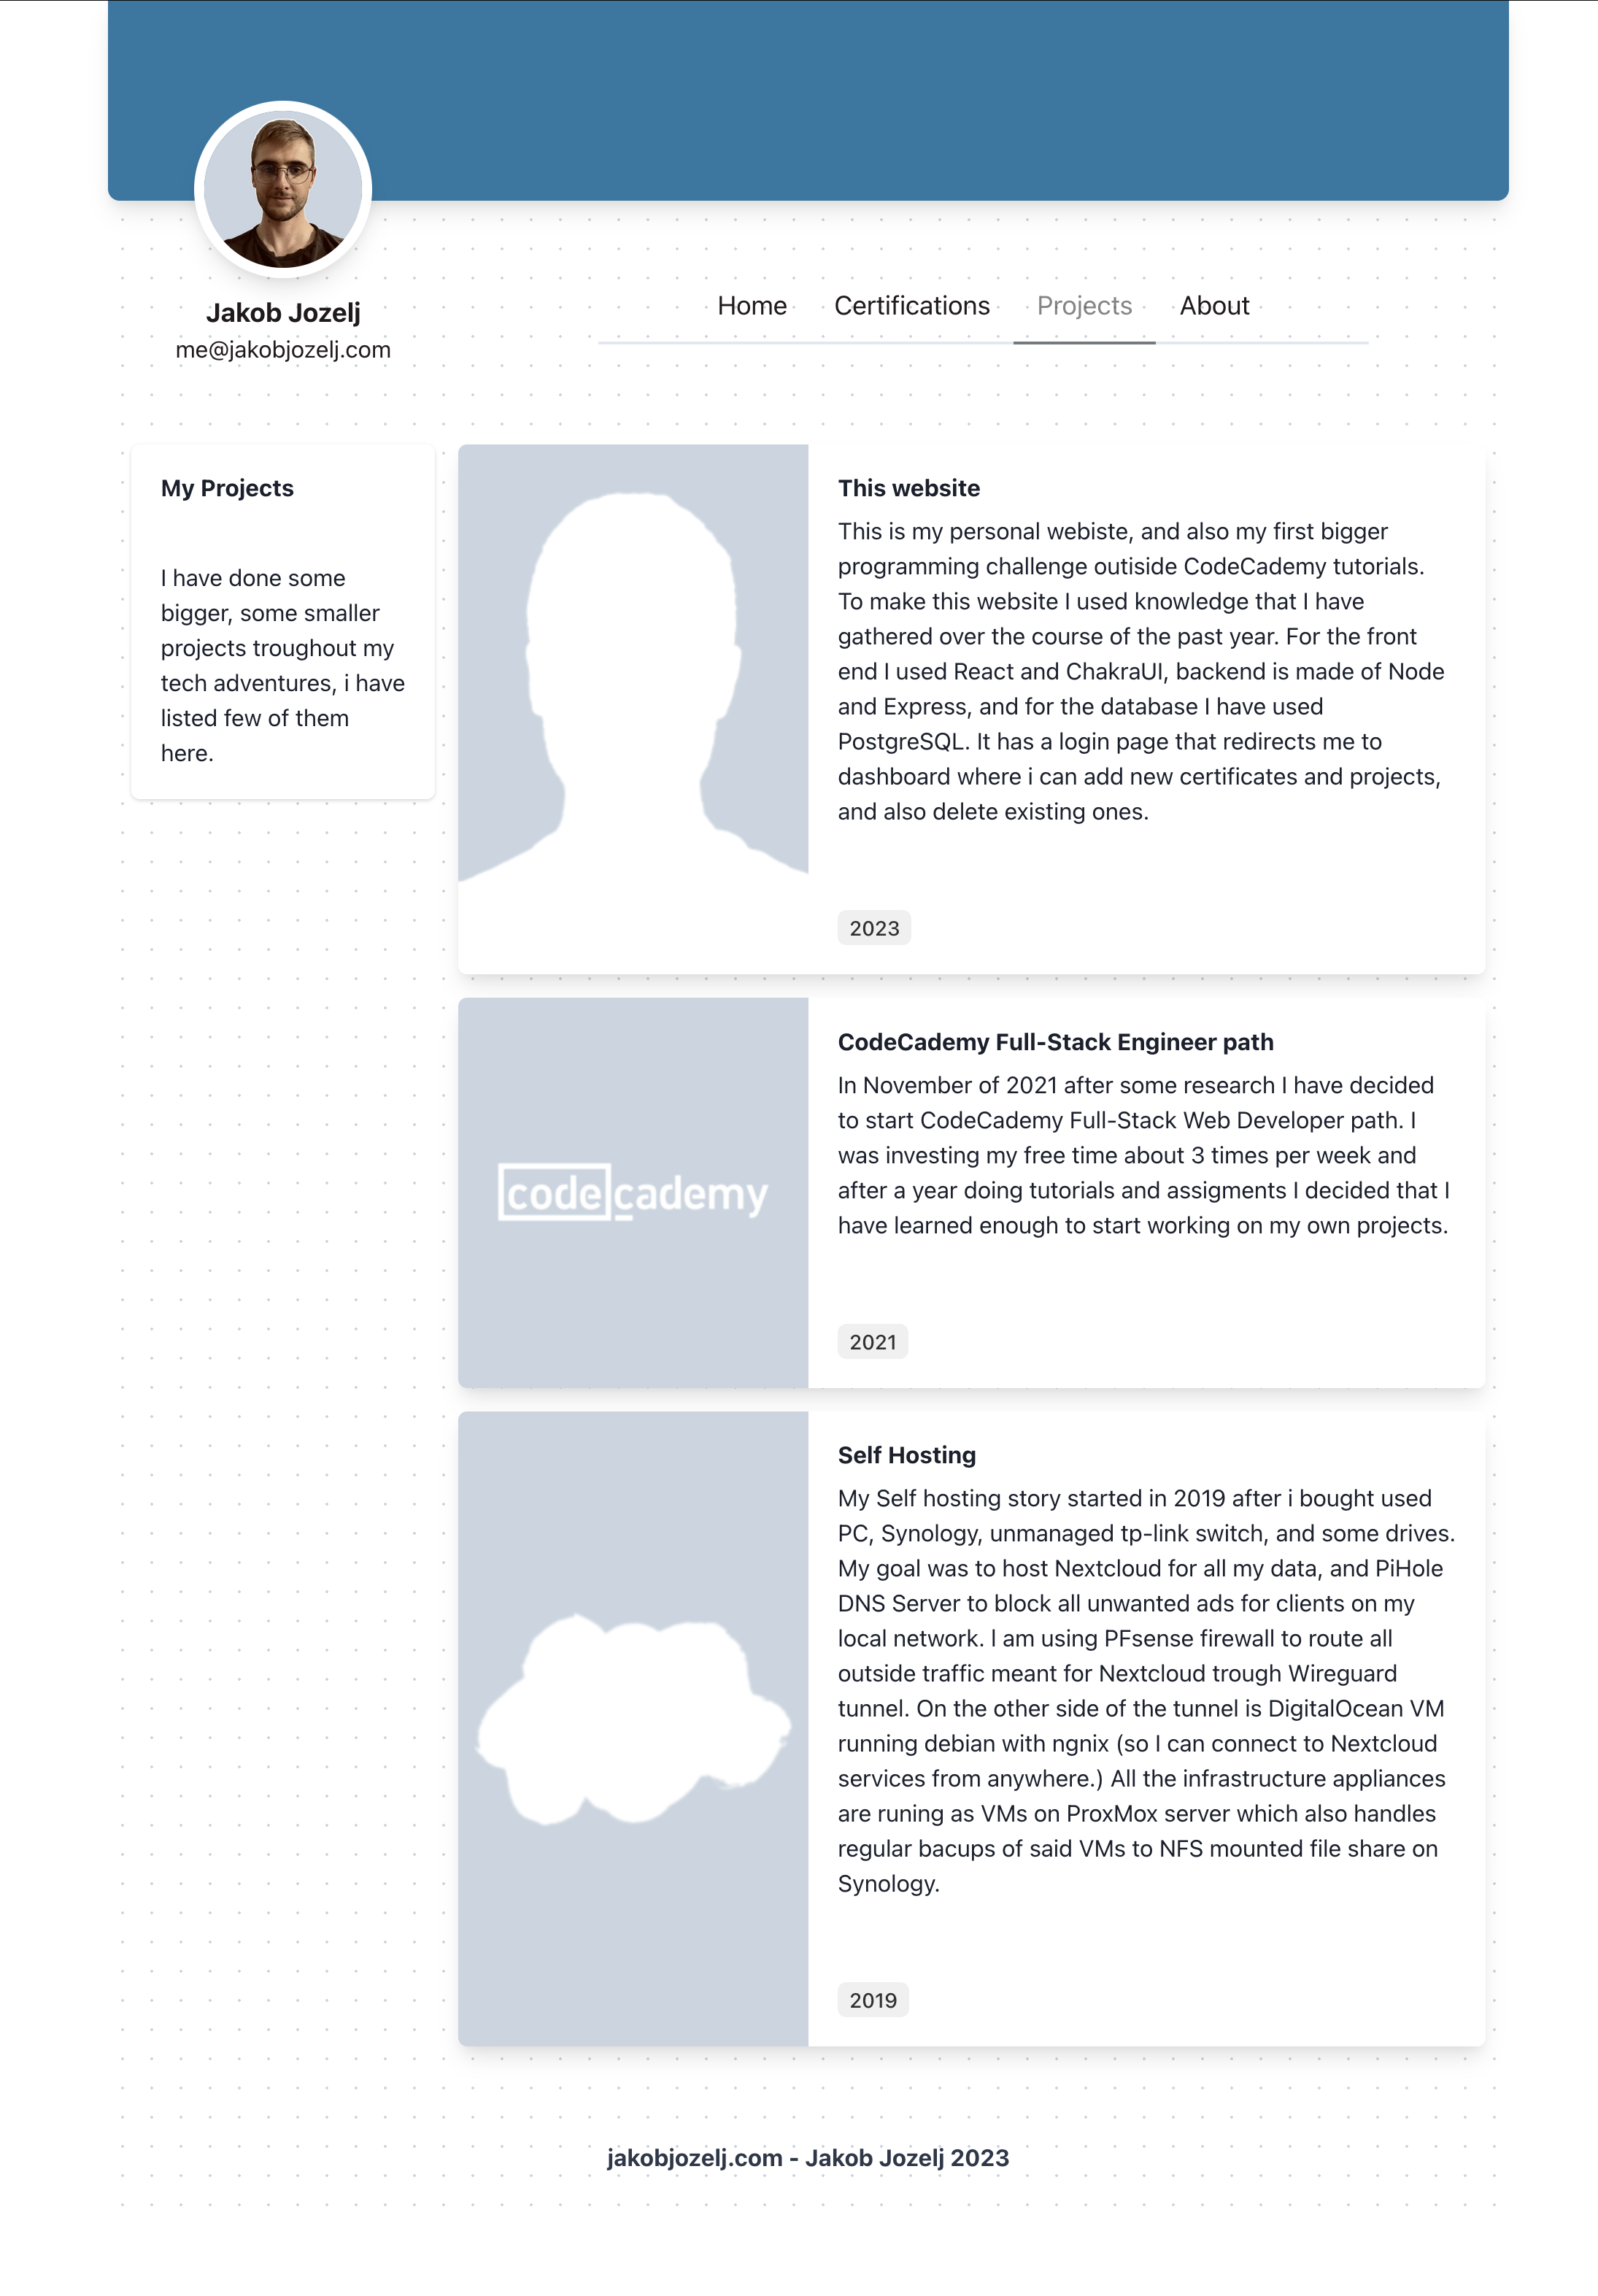 Jakob Jozelj
me@jakobjozelj.com
Home Certifications Projects About
My Projects
I have done some
bigger, some smaller
projects troughout my
tech adventures, i have
listed few of them
here.
This website
This is my personal webiste, and also my first bigger
programming challenge outiside CodeCademy tutorials.
To make this website I used knowledge that I have
gathered over the course of the past year. For the front
end I used React and ChakraUI, backend is made of Node
and Express, and for the database I have used
PostgreSQL. It has a login page that redirects me to
dashboard where i can add new certificates and projects,
and also delete existing ones.
2023
codecademy
CodeCademy Full-Stack Engineer path
In November of 2021 after some research I have decided
to start CodeCademy Full-Stack Web Developer path. I
was investing my free time about 3 times per week and
after a year doing tutorials and assigments I decided that I
have learned enough to start working on my own projects.
2021
Self Hosting
My Self hosting story started in 2019 after i bought used
PC, Synology, unmanaged tp-link switch, and some drives.
My goal was to host Nextcloud for all my data, and PiHole
DNS Server to block all unwanted ads for clients on my
local network. I am using PFsense firewall to route all
outside traffic meant for Nextcloud trough Wireguard
tunnel. On the other side of the tunnel is DigitalOcean VM
running debian with ngnix (so I can connect to Nextcloud
services from anywhere.) All the infrastructure appliances
are runing as VMs on ProxMox server which also handles
regular bacups of said VMs to NFS mounted file share on
Synology.
2019
jakobjozelj.com - Jakob Jozelj 2023